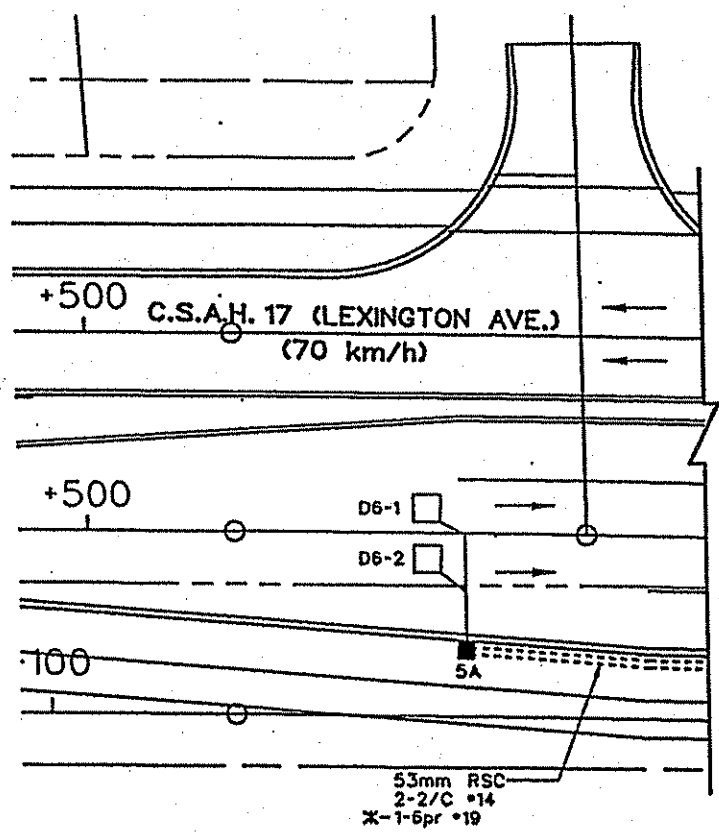 +500
C.S.A.H. 17 (LEXINGTON AVE.)
(70 km/h)
+500
D6-1
D6-2
100
5A
53mm RSC
2-2/C #14
Ж-1-6pr #19